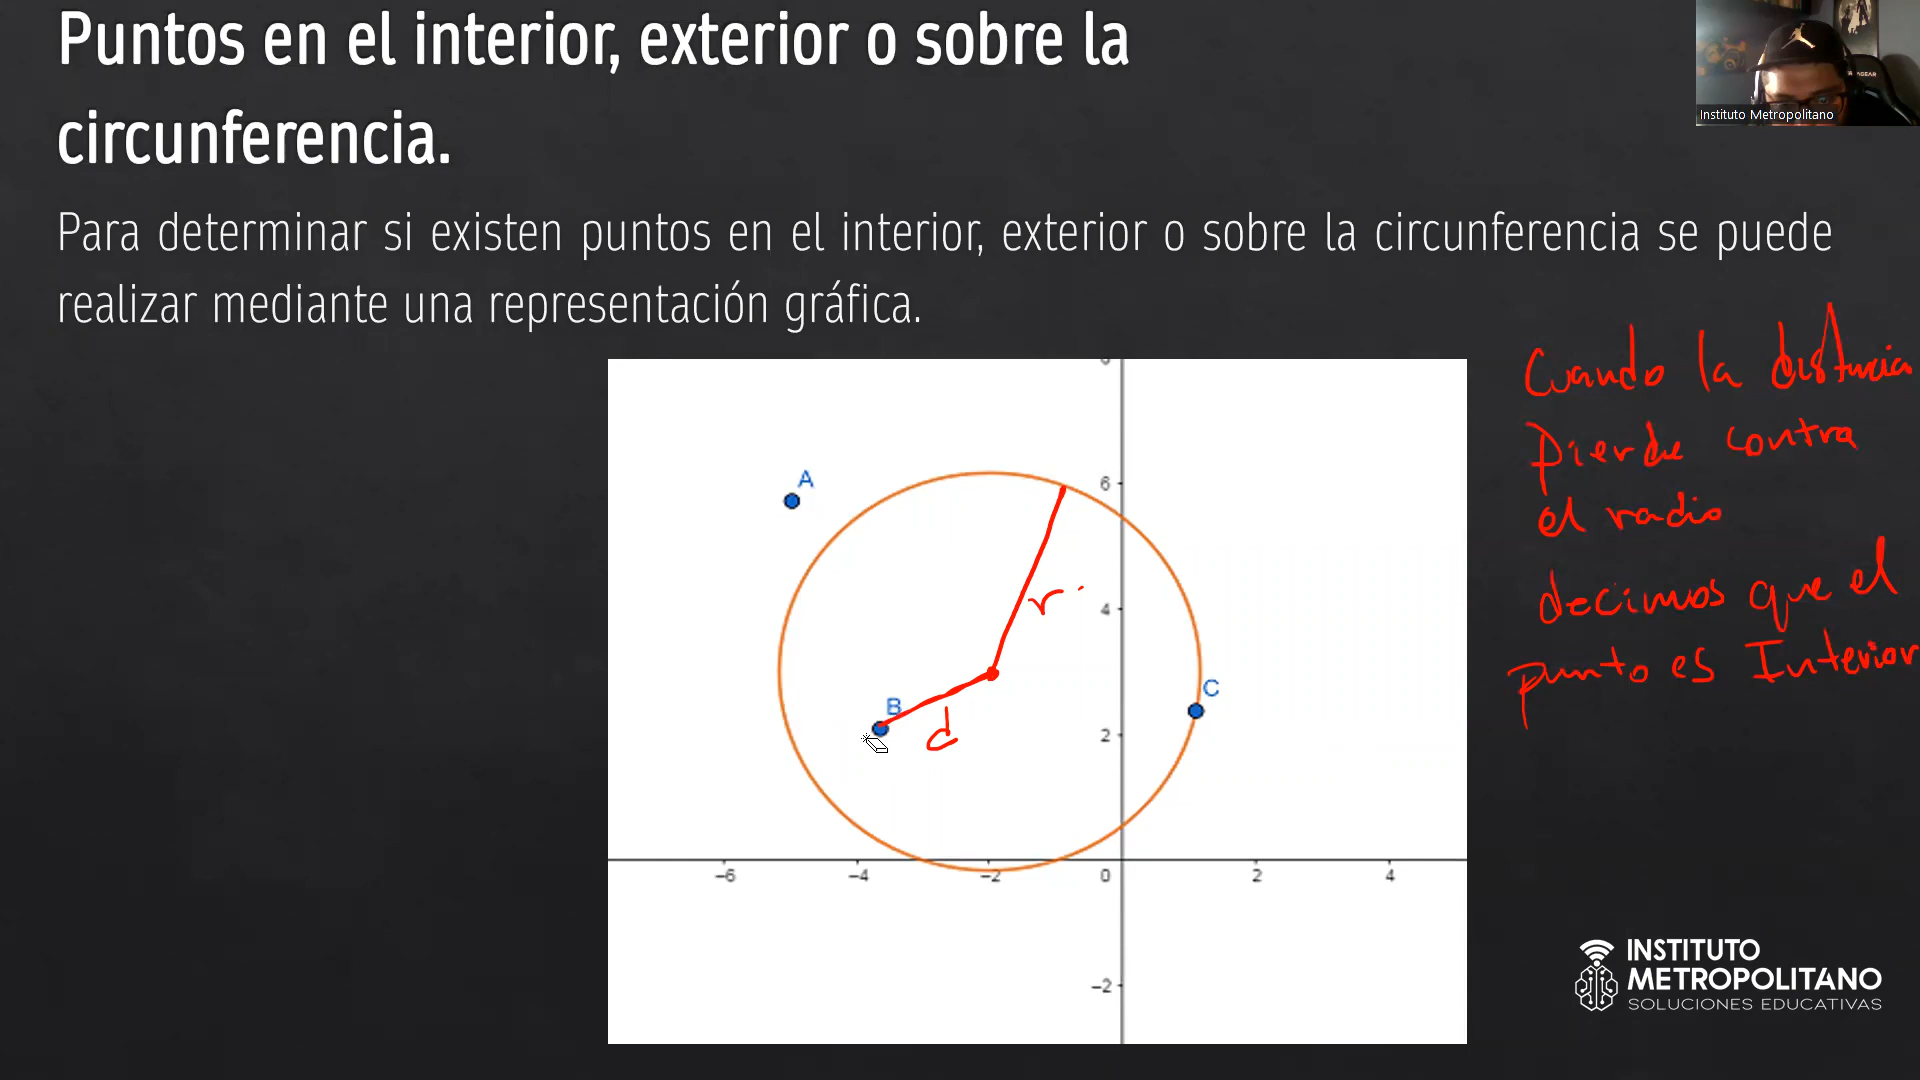 Puntos en el interior, exterior o sobre la
circunferencia.
Instituto Metropolitano
Para determinar si existen puntos en el interior, exterior o sobre la circunferencia se puede
realizar mediante una representación gráfica.
Cuando la distancia
pierde contra
el radio
decimos que el
punto es Interior
A
6
r
4
C
B
d
2
-6
-4
-2
0
2
4
-2
INSTITUTO
METROPOLITANO
SOLUCIONES EDUCATIVAS